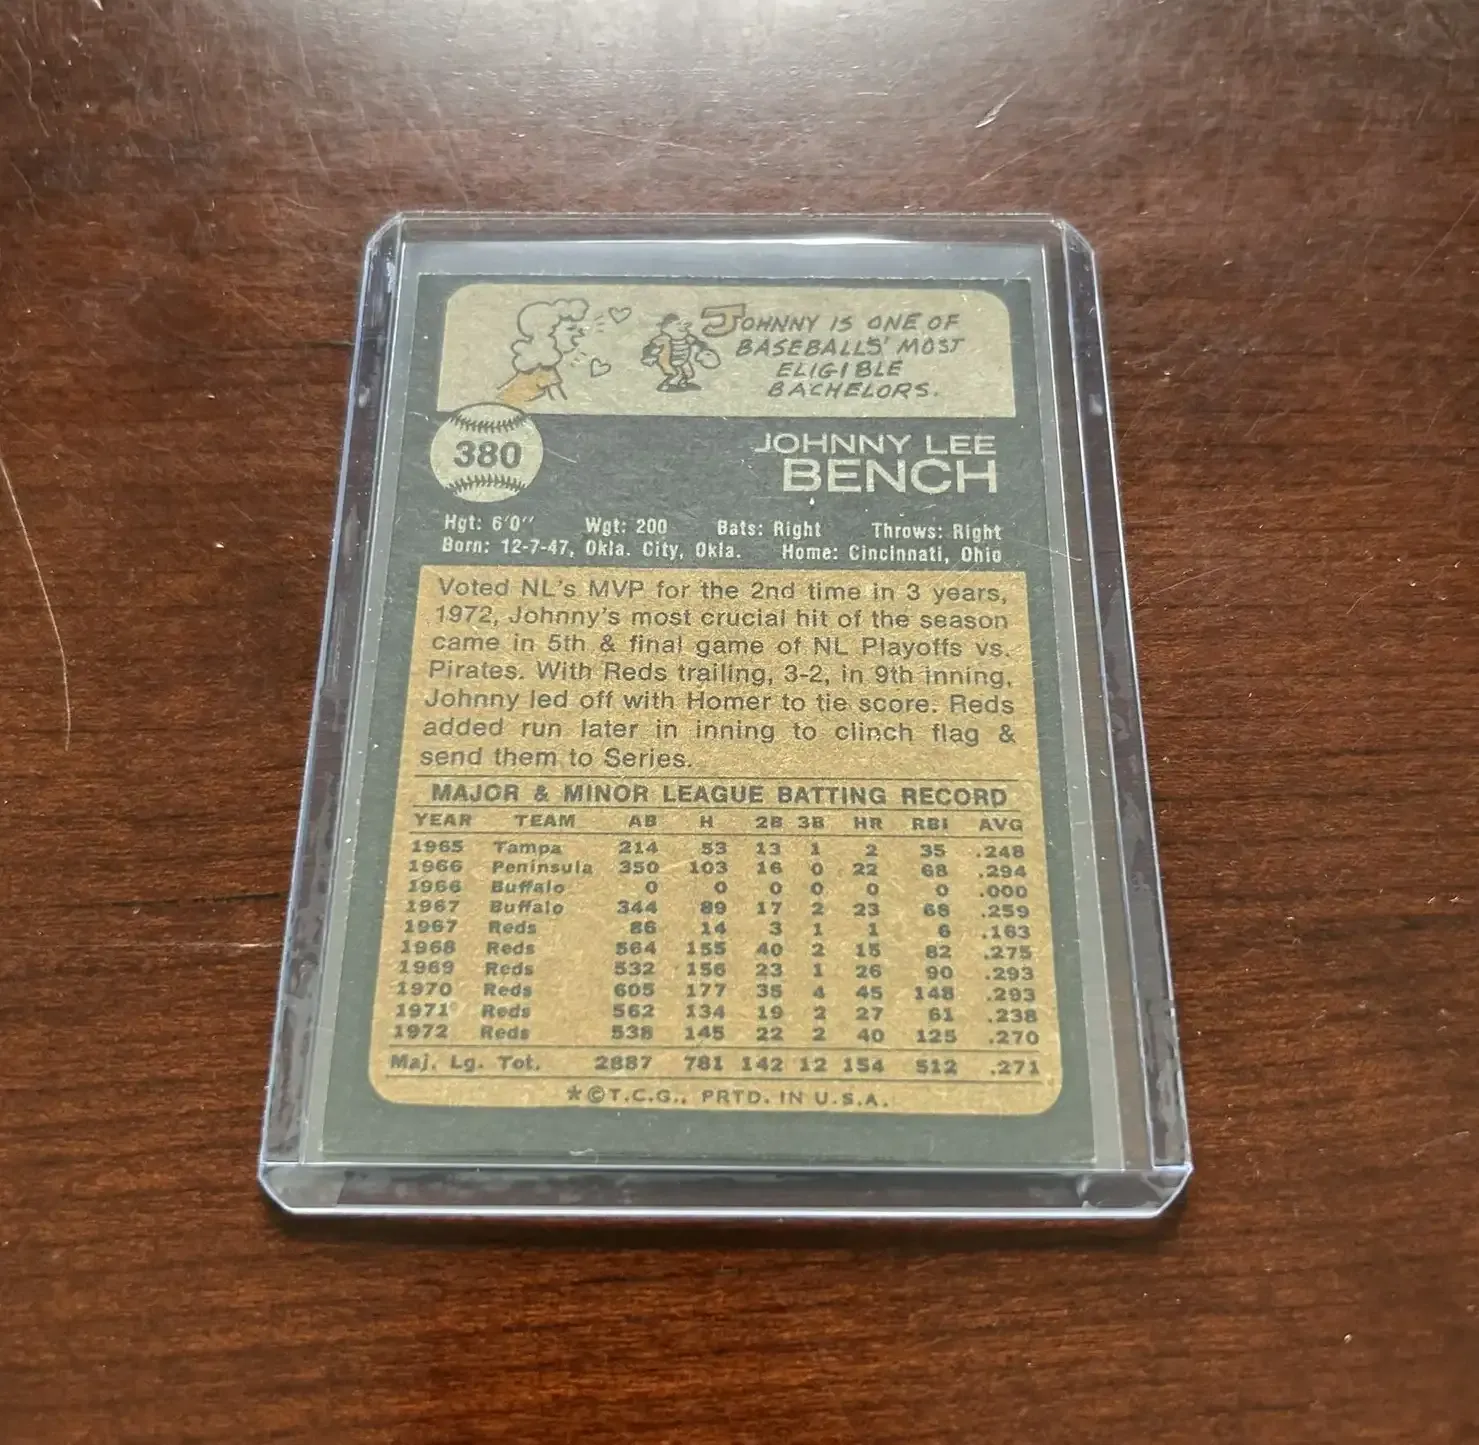 JOHNNY IS ONE OF
BASEBALLS' MOST
ELIGIBLE
BACHELORS.
380
JOHNNY LEE
BENCH
Hgt: 6'0'' Wgt: 200 Bats: Right Throws: Right
Born: 12-7-47, Okla. City, Okla. Home: Cincinnati, Ohio
Voted NL's MVP for the 2nd time in 3 years,
1972, Johnny's most crucial hit of the season
came in 5th & final game of NL Playoffs vs.
Pirates. With Reds trailing, 3-2, in 9th inning,
Johnny led off with Homer to tie score. Reds
added run later in inning to clinch flag &
send them to Series.
MAJOR & MINOR LEAGUE BATTING RECORD
YEAR TEAM AB H 2B 3B HR RBI AVG
1965 Tampa 214 53 13 1 2 35 .248
1966 Peninsula 350 103 16 0 22 68 .294
1966 Buffalo 0 0 0 0 0 0 .000
1967 Buffalo 344 89 17 2 23 68 .259
1967 Reds 86 14 3 1 1 6 .163
1968 Reds 564 155 40 2 15 82 .275
1969 Reds 532 156 23 1 26 90 .293
1970 Reds 605 177 35 4 45 148 .293
1971 Reds 562 134 19 2 27 61 .238
1972 Reds 538 145 22 2 40 125 .270
Maj. Lg. Tot. 2887 781 142 12 154 512 .271
*©T.C.G., PRTD. IN U.S.A.